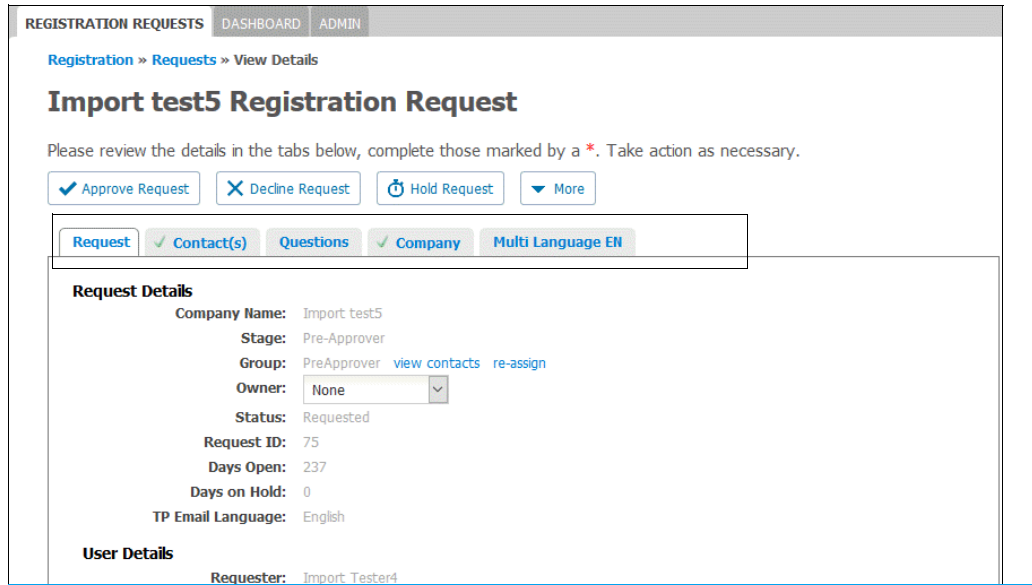 REGISTRATION REQUESTS DASHBOARD ADMIN
Registration » Requests » View Details
Import test5 Registration Request
Please review the details in the tabs below, complete those marked by a *. Take action as necessary.
Approve Request Decline Request Hold Request More
Request Contact(s) Questions Company Multi Language EN
Request Details
Company Name: Import test5
Stage: Pre-Approver
Group: PreApprover view contacts re-assign
Owner: None
Status: Requested
Request ID: 75
Days Open: 237
Days on Hold: 0
TP Email Language: English
User Details
Requester: Import Tester4